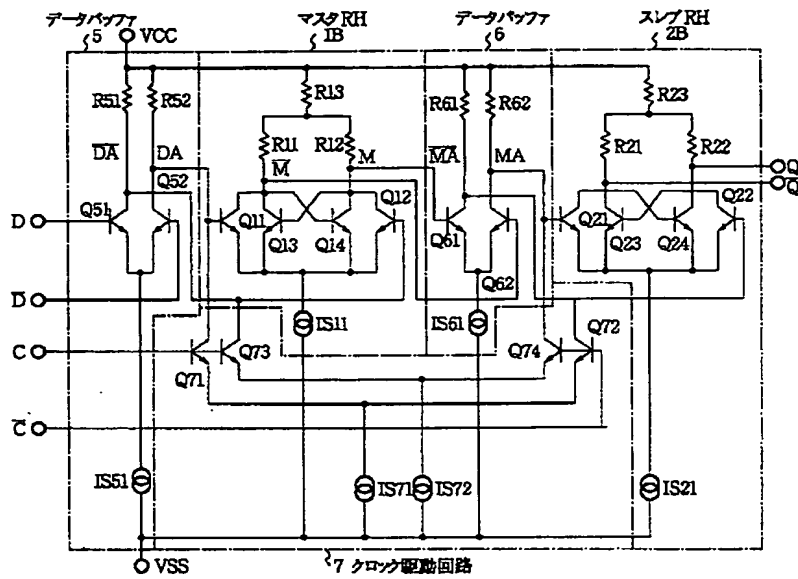 データバッファ
5
マスタRH
1B
データバッファ
6
スレブRH
2B
VCC
R51
R52
R13
R61
R62
R23
R11
R12
R21
R22
DA
DA
M
M
MA
MA
Q
Q
Q52
Q12
Q22
Q51
D
Q11
Q13
Q14
Q61
Q21
Q23
Q24
Q62
D
IS11
IS61
Q72
C
Q73
Q74
Q71
C
IS51
IS71
IS72
IS21
VSS
7 クロック駆動回路